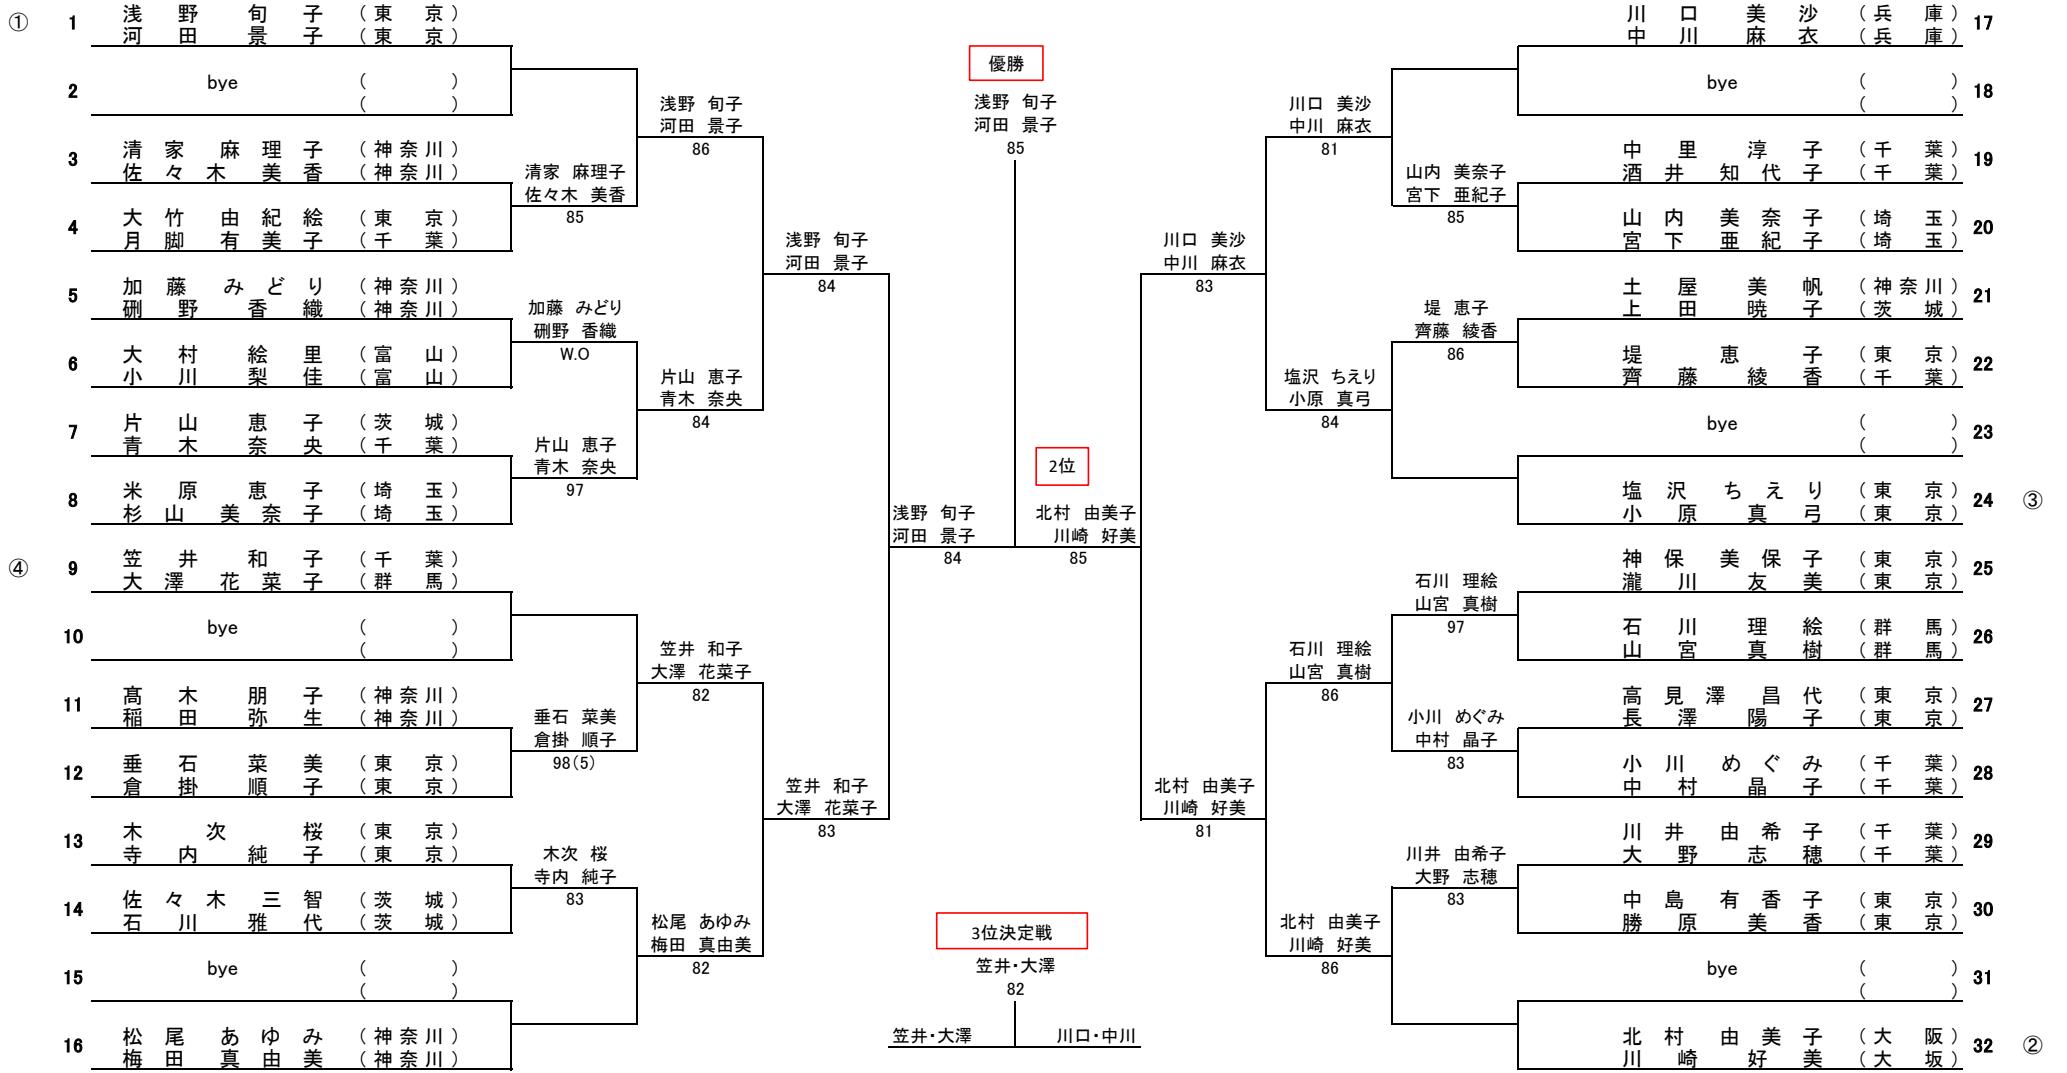 ① 1 浅野 旬子 (東京)
河田 景子 (東京)
2 bye ( )
( )
3 清家 麻理子 (神奈川)
佐々木 美香 (神奈川)
4 大竹 由紀絵 (東京)
月脚 有美子 (千葉)
5 加藤 みどり (神奈川)
硎野 香織 (神奈川)
6 大村 絵里 (富山)
小川 梨佳 (富山)
7 片山 恵子 (茨城)
青木 奈央 (千葉)
8 米原 恵子 (埼玉)
杉山 美奈子 (埼玉)
④ 9 笠井 和子 (千葉)
大澤 花菜子 (群馬)
10 bye ( )
( )
11 髙木 朋子 (神奈川)
稲田 弥生 (神奈川)
12 垂石 菜美 (東京)
倉掛 順子 (東京)
13 木次 桜 (東京)
寺内 純子 (東京)
14 佐々木 三智 (茨城)
石川 雅代 (茨城)
15 bye ( )
( )
16 松尾 あゆみ (神奈川)
梅田 真由美 (神奈川)
清家 麻理子
佐々木 美香
85
加藤 みどり
硎野 香織
W.O
片山 恵子
青木 奈央
97
垂石 菜美
倉掛 順子
98(5)
木次 桜
寺内 純子
83
浅野 旬子
河田 景子
86
片山 恵子
青木 奈央
84
笠井 和子
大澤 花菜子
82
松尾 あゆみ
梅田 真由美
82
浅野 旬子
河田 景子
84
笠井 和子
大澤 花菜子
83
浅野 旬子
河田 景子
84
優勝
浅野 旬子
河田 景子
85
2位
北村 由美子
川崎 好美
85
3位決定戦
笠井・大澤
82
笠井・大澤 川口・中川
川口 美沙
中川 麻衣
83
北村 由美子
川崎 好美
81
川口 美沙
中川 麻衣
81
塩沢 ちえり
小原 真弓
84
石川 理絵
山宮 真樹
86
北村 由美子
川崎 好美
86
山内 美奈子
宮下 亜紀子
85
堤 恵子
齊藤 綾香
86
石川 理絵
山宮 真樹
97
小川 めぐみ
中村 晶子
83
川井 由希子
大野 志穂
83
川口 美沙 (兵庫) 17
中川 麻衣 (兵庫)
bye ( ) 18
( )
中里 淳子 (千葉) 19
酒井 知代子 (千葉)
山内 美奈子 (埼玉) 20
宮下 亜紀子 (埼玉)
土屋 美帆 (神奈川) 21
上田 暁子 (茨城)
堤 恵子 (東京) 22
齊藤 綾香 (千葉)
bye ( ) 23
( )
塩沢 ちえり (東京) 24 ③
小原 真弓 (東京)
神保 美保子 (東京) 25
瀧川 友美 (東京)
石川 理絵 (群馬) 26
山宮 真樹 (群馬)
高見澤 昌代 (東京) 27
長澤 陽子 (東京)
小川 めぐみ (千葉) 28
中村 晶子 (千葉)
川井 由希子 (千葉) 29
大野 志穂 (千葉)
中島 有香子 (東京) 30
勝原 美香 (東京)
bye ( ) 31
( )
北村 由美子 (大阪) 32 ②
川崎 好美 (大坂)